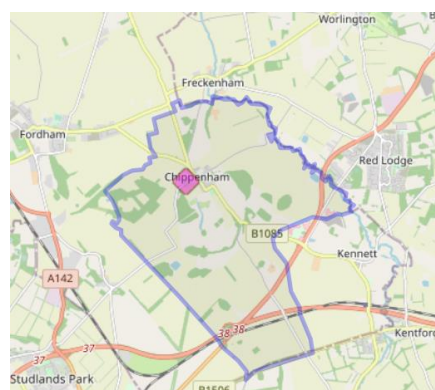 Worlington
Freckenham
Fordham
Red Lodge
Chippenham
B1085
Kennett
A142
38
38
Kentford
37
37
Studlands Park
B1506